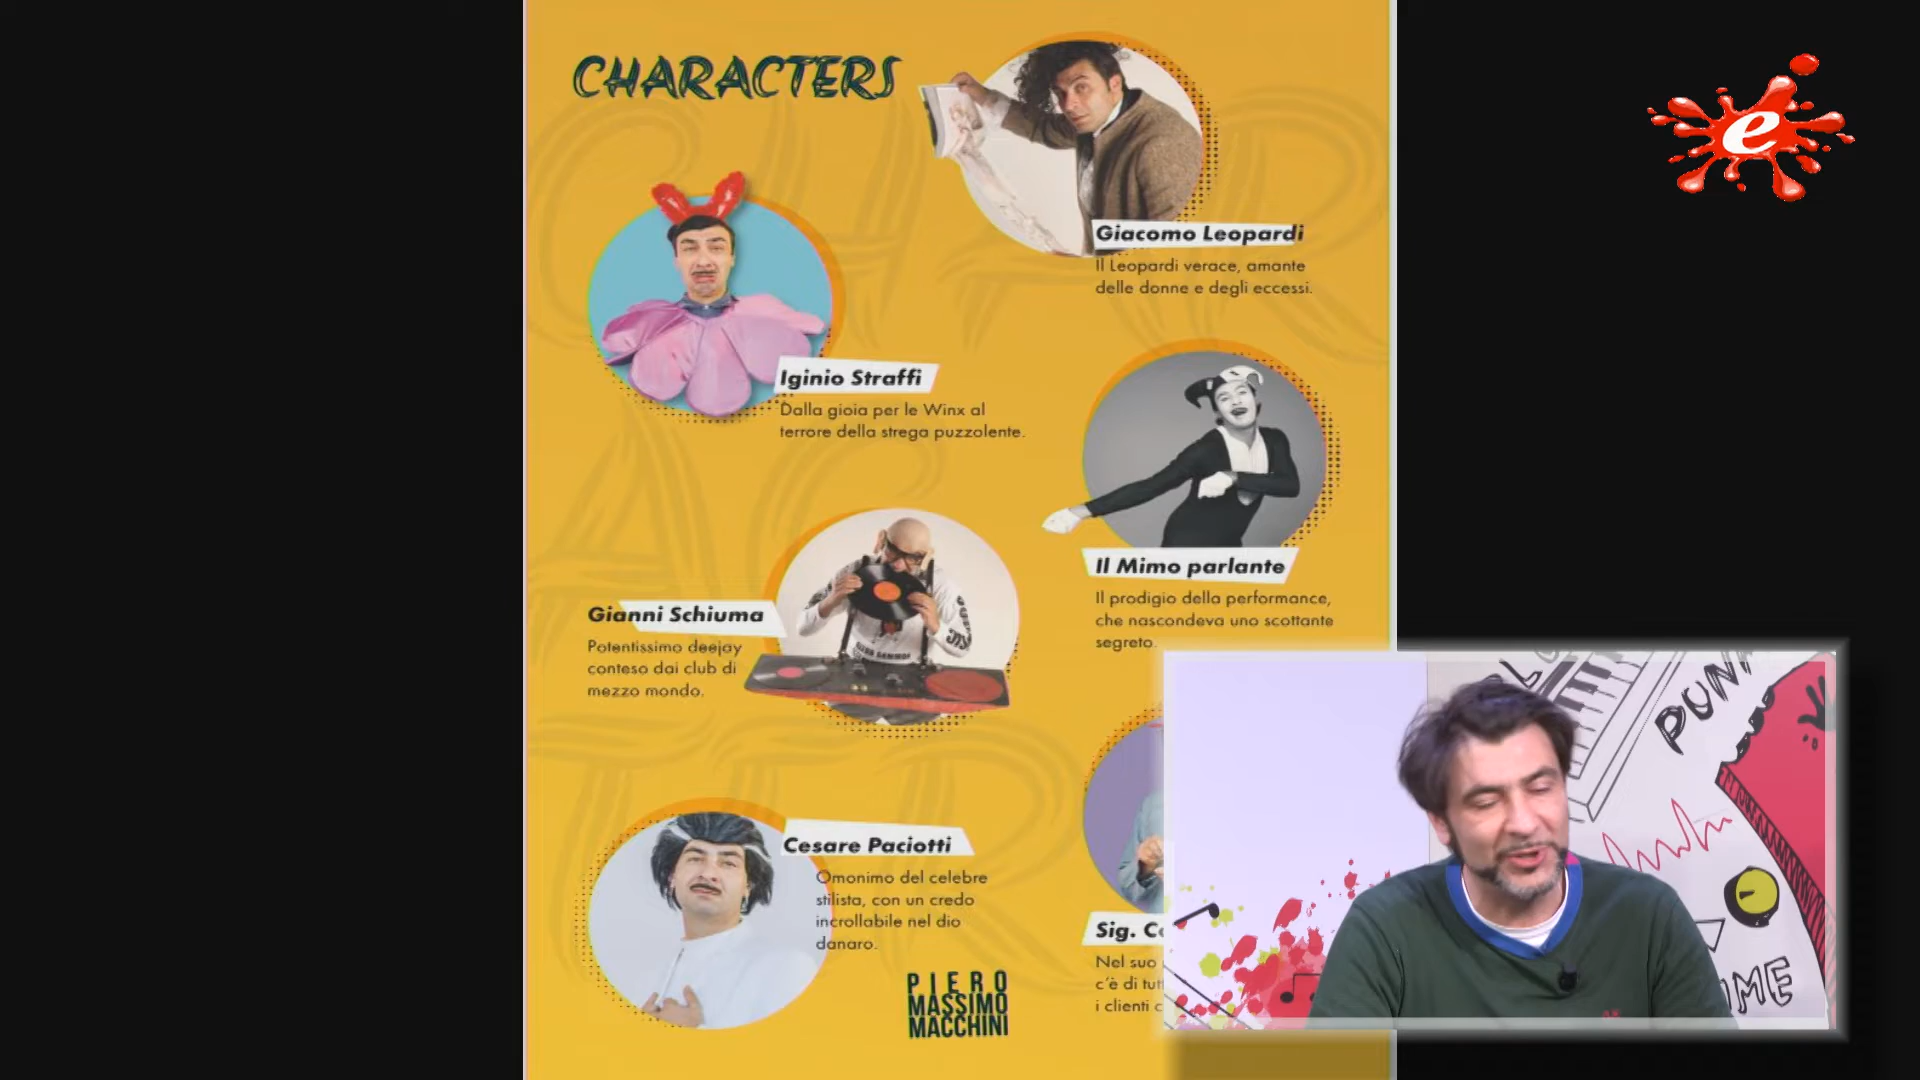 CHARACTERS
Giacomo Leopardi
Il Leopardi verace, amante
delle donne e degli eccessi.
Iginio Straffi
Dalla gioia per le Winx al
terrore della strega puzzolente.
Il Mimo parlante
Il prodigio della performance,
che nascondeva uno scottante
segreto.
Gianni Schiuma
Potentissimo deejay
conteso dai club di
mezzo mondo.
Cesare Paciotti
Omonimo del celebre
stilista, con un credo
incrollabile nel dio
danaro.
Sig.
Nel suo
c'è di
i clienti
PIERO
MASSIMO
MACCHINI
e